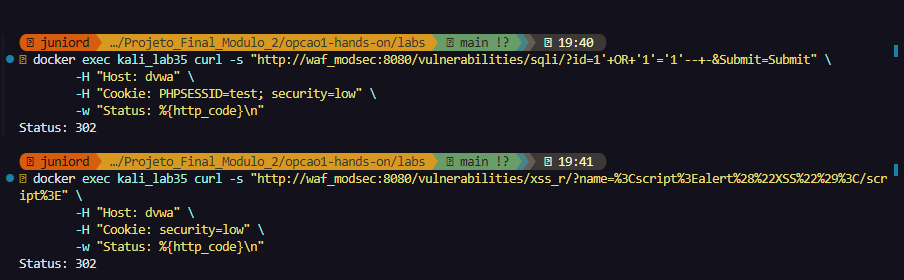 juniord …/Projeto_Final_Modulo_2/opcao1-hands-on/labs main !? 19:40
docker exec kali_lab35 curl -s "http://waf_modsec:8080/vulnerabilities/sqli/?id=1'+OR+'1'='1'--+-&Submit=Submit" \
-H "Host: dvwa" \
-H "Cookie: PHPSESSID=test; security=low" \
-w "Status: %{http_code}\n"
Status: 302
juniord …/Projeto_Final_Modulo_2/opcao1-hands-on/labs main !? 19:41
docker exec kali_lab35 curl -s "http://waf_modsec:8080/vulnerabilities/xss_r/?name=%3Cscript%3Ealert%28%22XSS%22%29%3C/scr
ipt%3E" \
-H "Host: dvwa" \
-H "Cookie: security=low" \
-w "Status: %{http_code}\n"
Status: 302